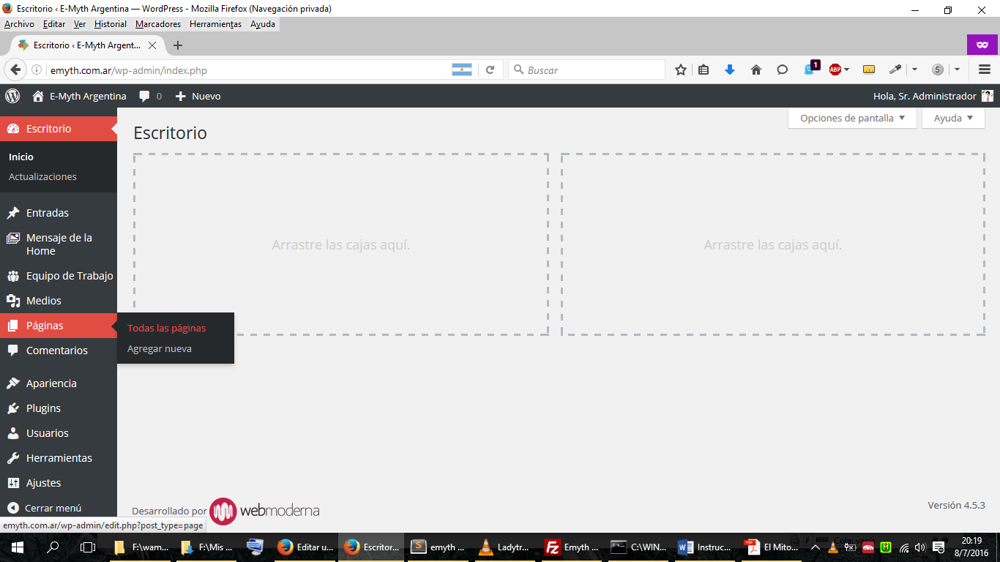 Escritorio ‹ E-Myth Argentina — WordPress - Mozilla Firefox (Navegación privada)
Archivo Editar Ver Historial Marcadores Herramientas Ayuda
Escritorio ‹ E-Myth Argent...
emyth.com.ar/wp-admin/index.php
Buscar
1
ABP
5
E-Myth Argentina 0 Nuevo
Hola, Sr. Administrador
Opciones de pantalla
Ayuda
Escritorio
Escritorio
Inicio
Actualizaciones
Entradas
Mensaje de la
Home
Equipo de Trabajo
Medios
Páginas
Todas las páginas
Agregar nueva
Comentarios
Apariencia
Plugins
Usuarios
Herramientas
Ajustes
Cerrar menú
Arrastre las cajas aquí.
Arrastre las cajas aquí.
Desarrollado por webmoderna
Versión 4.5.3
emyth.com.ar/wp-admin/edit.php?post_type=page
F:\wam... F:\Mis ... Editar u... Escritor... emyth ... Ladytr... Emyth ... C:\WIN... Instruc... El Mito...
20:19
8/7/2016